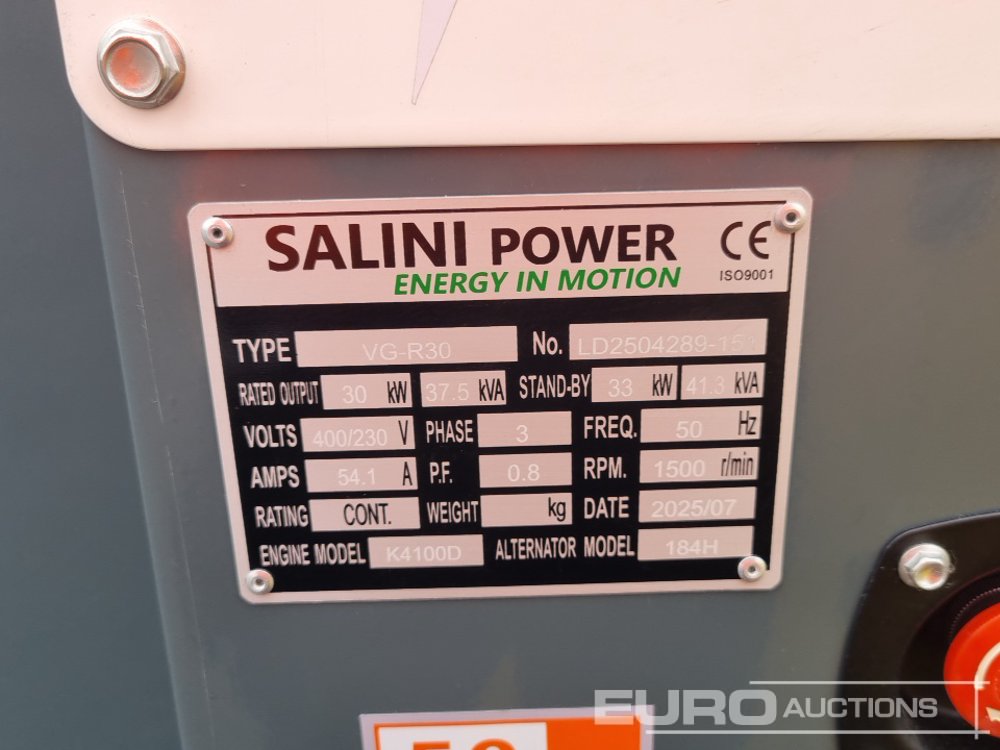 SALINI POWER CE
ENERGY IN MOTION ISO9001
TYPE VG-R30 No.
RATED OUTPUT 30 kW 37.5 kVA STAND-BY 33 kW 41.3 kVA
VOLTS 400/230 V PHASE 3 FREQ. 50 Hz
AMPS 54.1 A P.F. 0.8 RPM. 1500 r/min
RATING CONT. WEIGHT kg DATE 2025/07
ENGINE MODEL K4100D ALTERNATOR MODEL 184H
EURO AUCTIONS